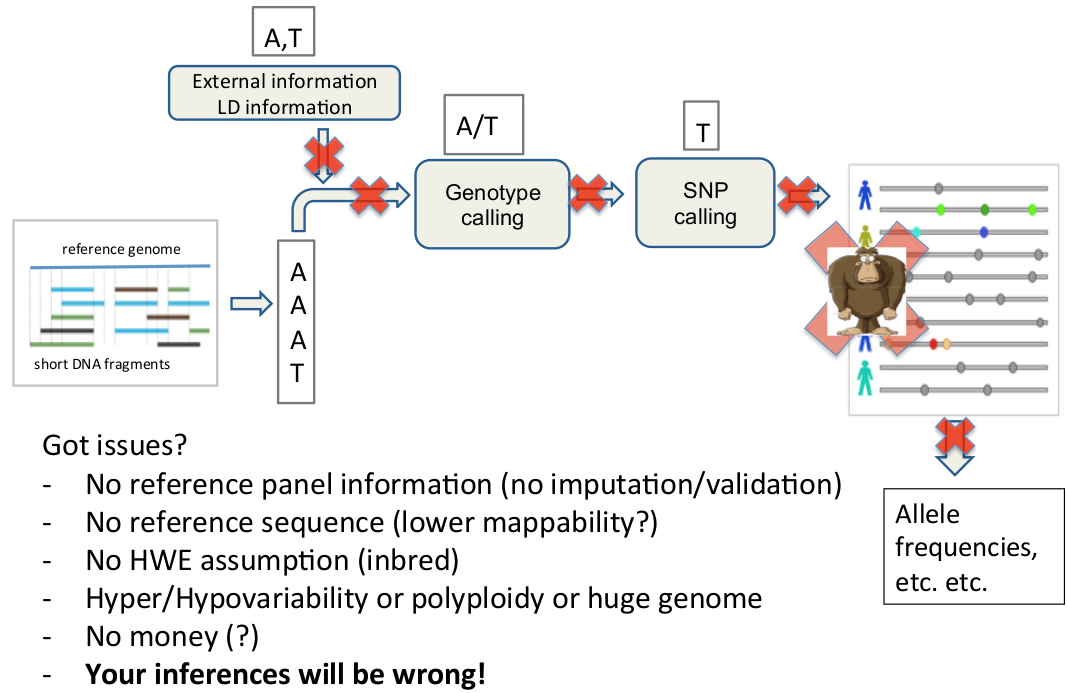 A,T
External information
LD information
A/T
Genotype
calling
T
SNP
calling
reference genome
short DNA fragments
A
A
A
T
Got issues?
- No reference panel information (no imputation/validation)
- No reference sequence (lower mappability?)
- No HWE assumption (inbred)
- Hyper/Hypovariability or polyploidy or huge genome
- No money (?)
- Your inferences will be wrong!
Allele
frequencies,
etc. etc.